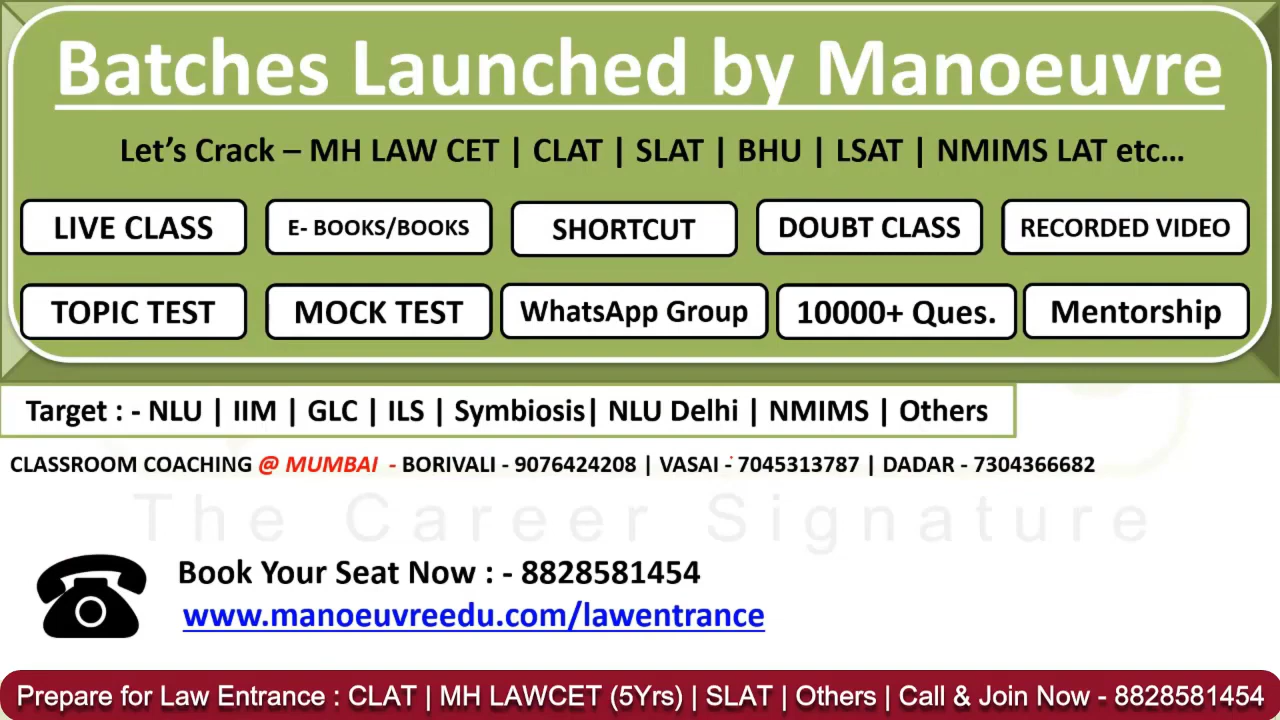 Batches Launched by Manoeuvre
Let's Crack – MH LAW CET | CLAT | SLAT | BHU | LSAT | NMIMS LAT etc...
LIVE CLASS E- BOOKS/BOOKS SHORTCUT DOUBT CLASS RECORDED VIDEO
TOPIC TEST MOCK TEST WhatsApp Group 10000+ Ques. Mentorship
Target : - NLU | IIM | GLC | ILS | Symbiosis| NLU Delhi | NMIMS | Others
CLASSROOM COACHING @ MUMBAI - BORIVALI - 9076424208 | VASAI - 7045313787 | DADAR - 7304366682
The Career Signature
Book Your Seat Now : - 8828581454
www.manoeuvreedu.com/lawentrance
Prepare for Law Entrance : CLAT | MH LAWCET (5Yrs) | SLAT | Others | Call & Join Now - 8828581454